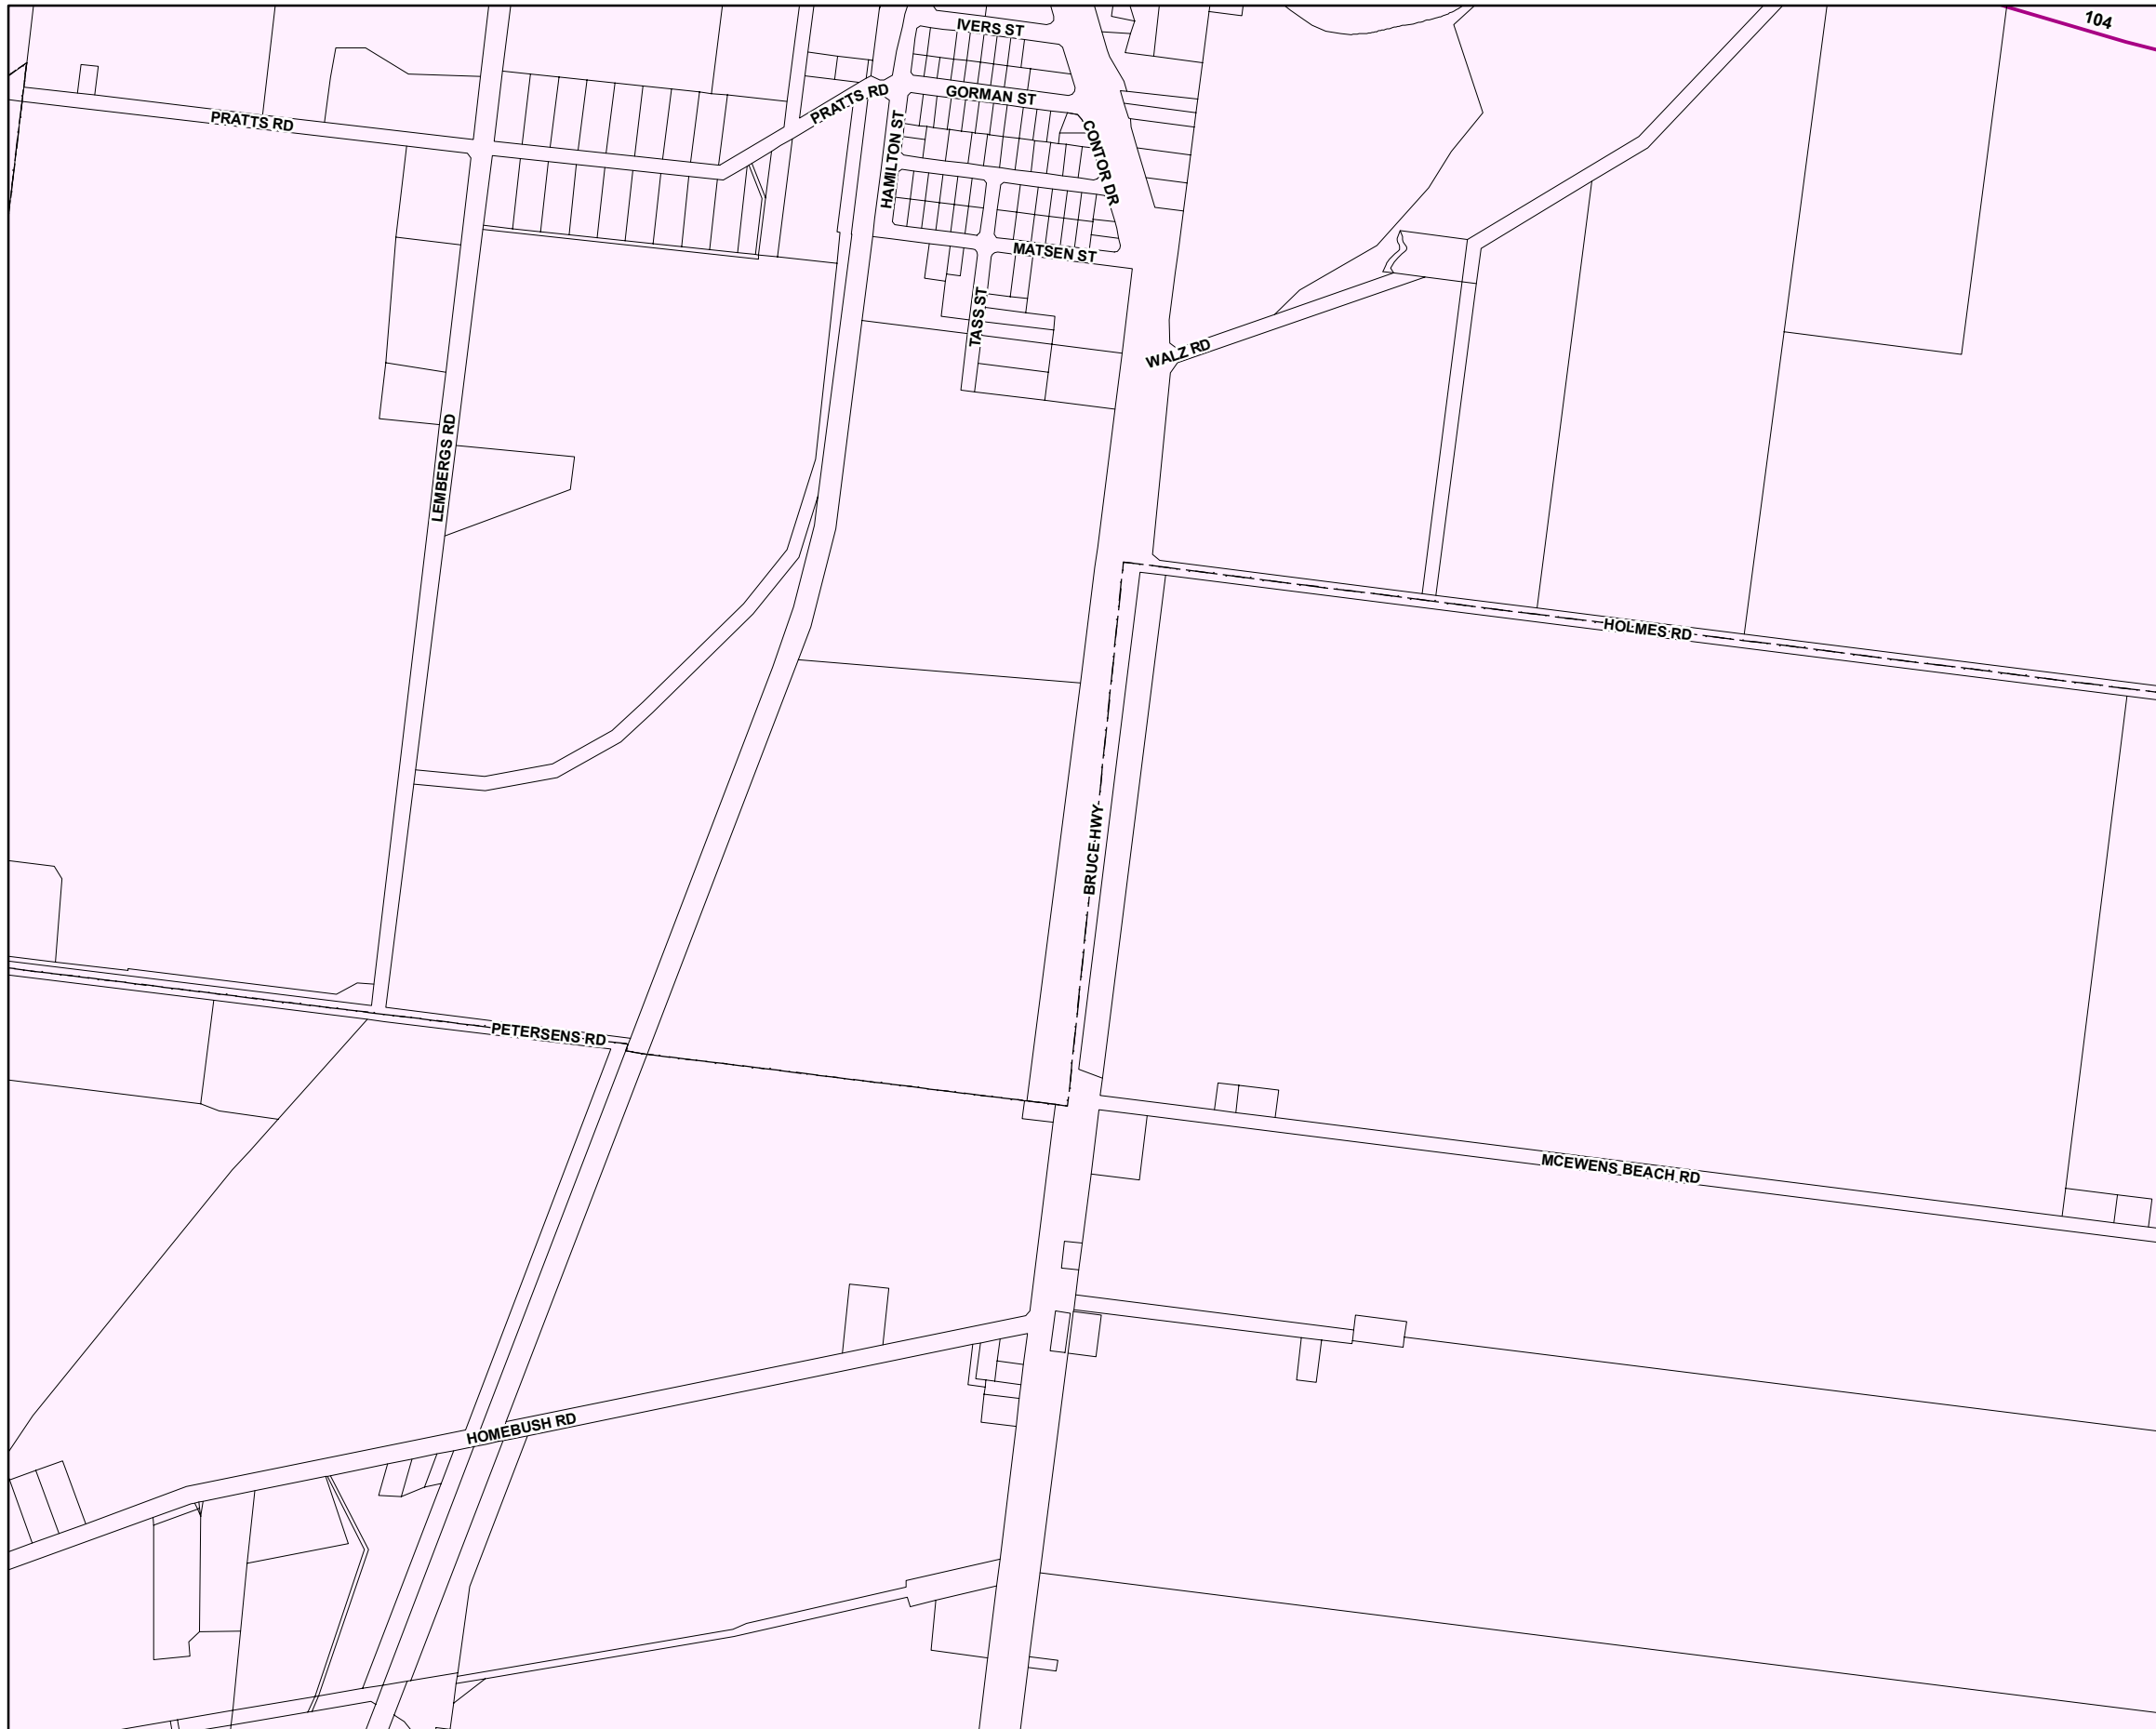 104
IVERS ST
GORMAN ST
PRATTS RD
PRATTS RD
HAMILTON ST
CONTOR DR
MATSEN ST
TASS ST
WALZ RD
LEMBERGS RD
HOLMES RD
BRUCE HWY
PETERSENS RD
MCEWENS BEACH RD
HOMEBUSH RD